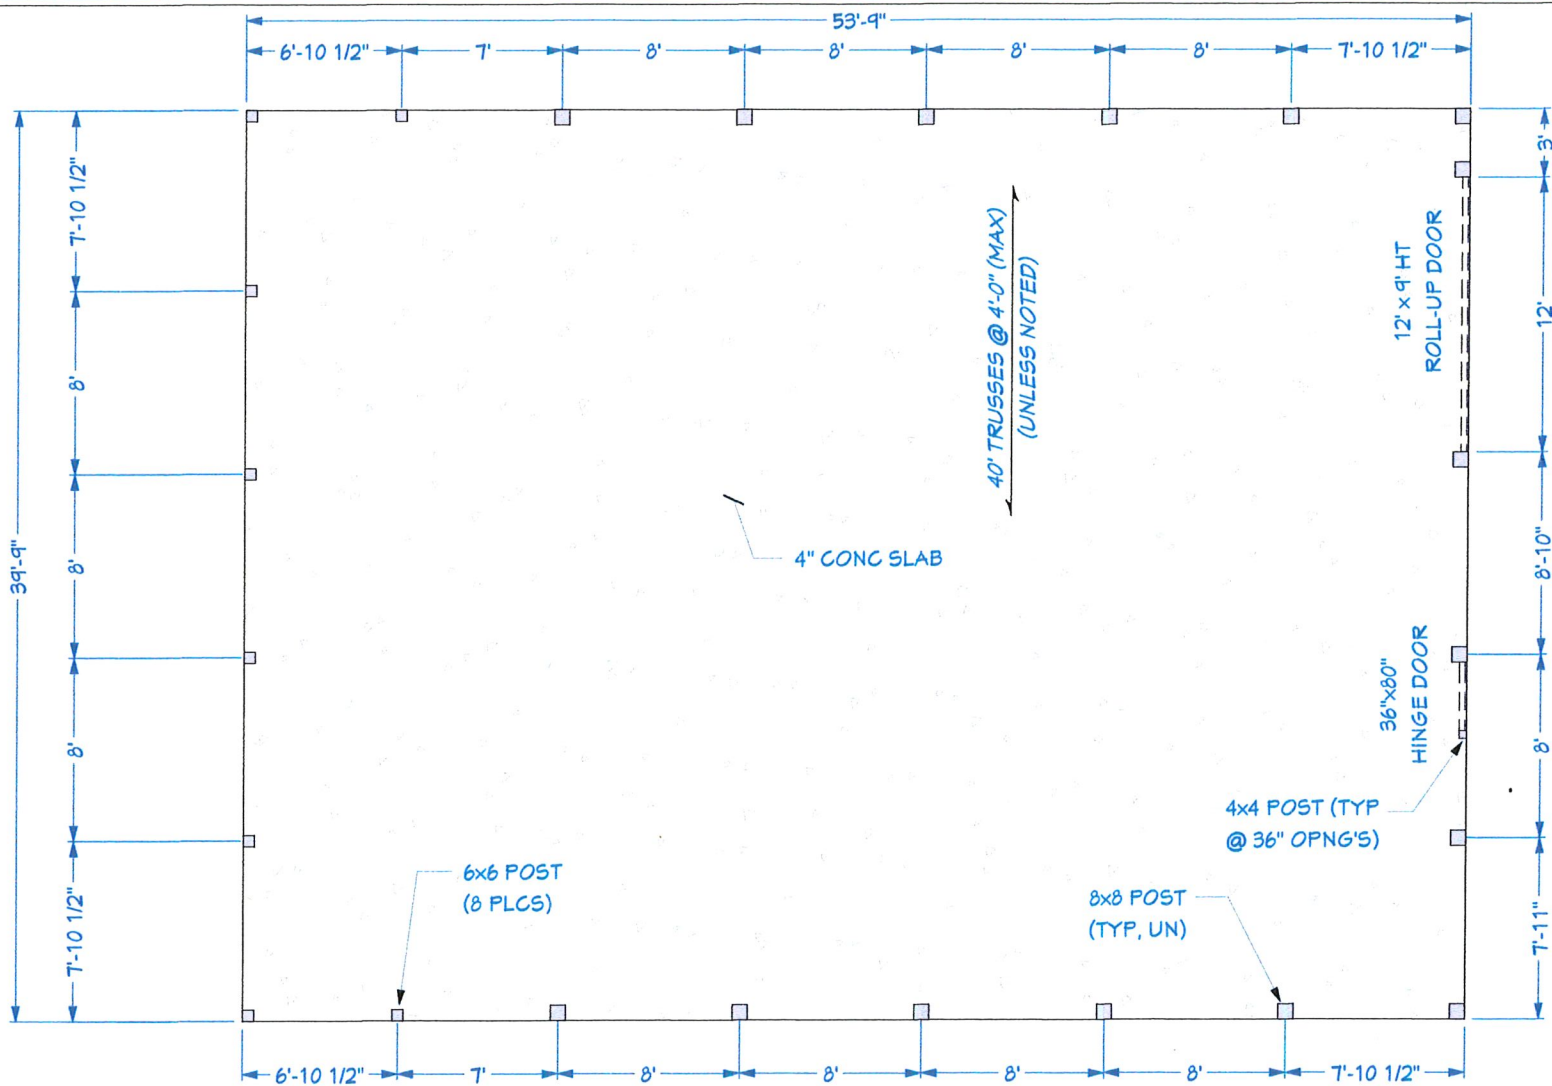 53'-9"
6'-10 1/2"
7'
8'
8'
8'
8'
7'-10 1/2"
39'-9"
7'-10 1/2"
8'
8'
8'
7'-10 1/2"
3'
12'
8'-10"
8'
7'-11"
40' TRUSSES @ 4'-0" (MAX)
(UNLESS NOTED)
12' x 9' HT
ROLL-UP DOOR
4" CONC SLAB
36"x80"
HINGE DOOR
4x4 POST (TYP
@ 36" OPNG'S)
6x6 POST
(8 PLCS)
8x8 POST
(TYP, UN)
6'-10 1/2"
7'
8'
8'
8'
8'
7'-10 1/2"